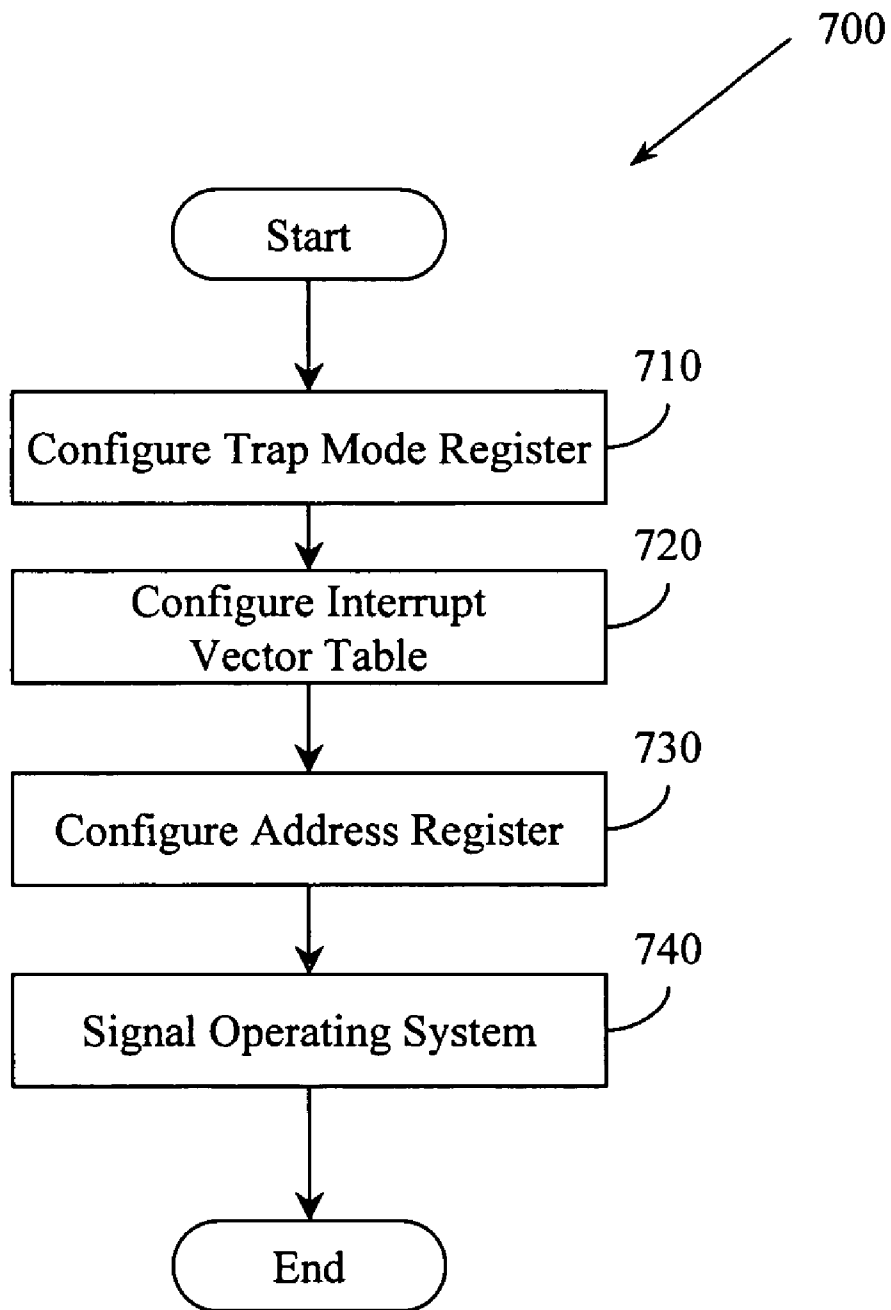 700
Start
710
Configure Trap Mode Register
720
Configure Interrupt
Vector Table
730
Configure Address Register
740
Signal Operating System
End